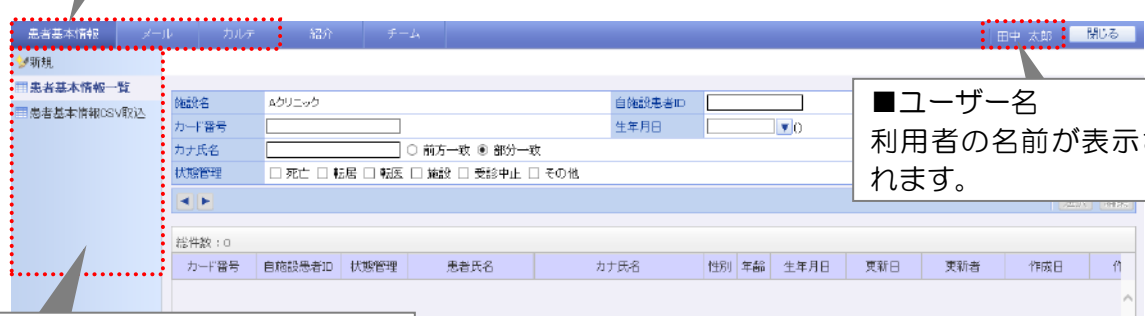 患者基本情報 メール カルテ 紹介 チーム 田中 太郎 閉じる
新規
患者基本情報一覧
患者基本情報CSV取込
施設名 Aクリニック 自施設患者ID
カード番号 生年月日 ()
カナ氏名 前方一致 部分一致
状態管理 死亡 転居 転医 施設 受診中止 その他
■ユーザー名
利用者の名前が表示さ
れます。
総件数:0
カード番号 自施設患者ID 状態管理 患者氏名 カナ氏名 性別 年齢 生年月日 更新日 更新者 作成日